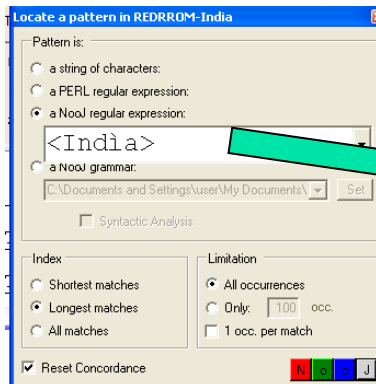 Locate a pattern in REDRROM-India
Pattern is:
a string of characters:
a PERL regular expression:
a NooJ regular expression:
<Indìa>
a NooJ grammar:
C:\Documents and Settings\user\My Documents\ Set
Syntactic Analysis
Index
Limitation
Shortest matches
All occurrences
Longest matches
Only: 100 occ.
All matches
1 occ. per match
Reset Concordance
N o o J